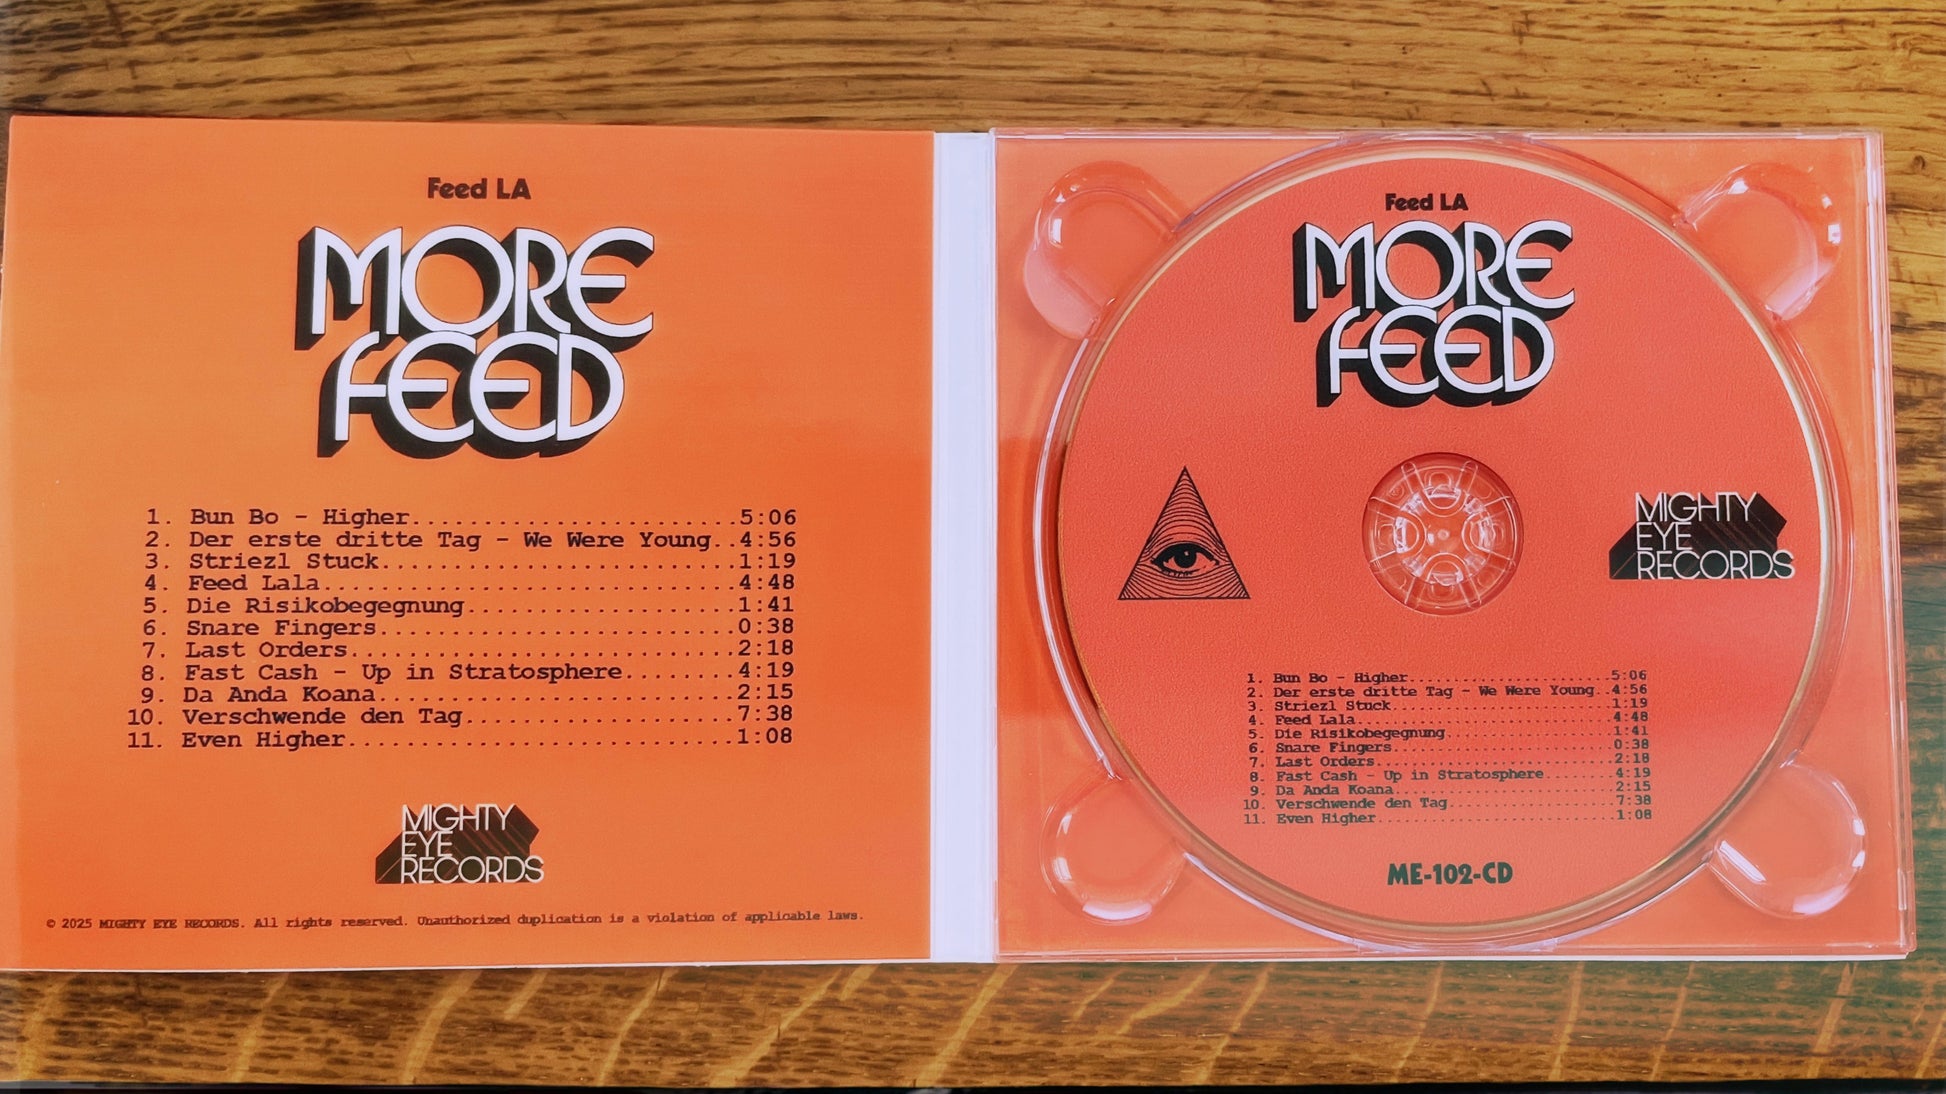 Feed LA
MORE
FEED
1. Bun Bo - Higher.......................5:06
2. Der erste dritte Tag - We Were Young..4:56
3. Striezl Stuck.........................1:19
4. Feed Lala.............................4:48
5. Die Risikobegegnung...................1:41
6. Snare Fingers.........................0:38
7. Last Orders...........................2:18
8. Fast Cash - Up in Stratosphere........4:19
9. Da Anda Koana.........................2:15
10. Verschwende den Tag...................7:38
11. Even Higher...........................1:08
MIGHTY
EYE
RECORDS
© 2025 MIGHTY EYE RECORDS. All rights reserved. Unauthorized duplication is a violation of applicable laws.
Feed LA
MORE
FEED
MIGHTY
EYE
RECORDS
1. Bun Bo - Higher.......................5:06
2. Der erste dritte Tag - We Were Young..4:56
3. Striezl Stuck.........................1:19
4. Feed Lala.............................4:48
5. Die Risikobegegnung...................1:41
6. Snare Fingers.........................0:38
7. Last Orders...........................2:18
8. Fast Cash - Up in Stratosphere........4:19
9. Da Anda Koana.........................2:15
10. Verschwende den Tag...................7:38
11. Even Higher...........................1:08
ME-102-CD